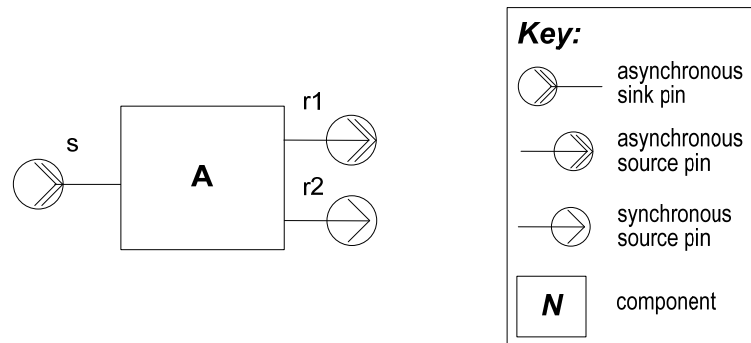 s
A
r1
r2
Key:
asynchronous
sink pin
asynchronous
source pin
synchronous
source pin
N
component